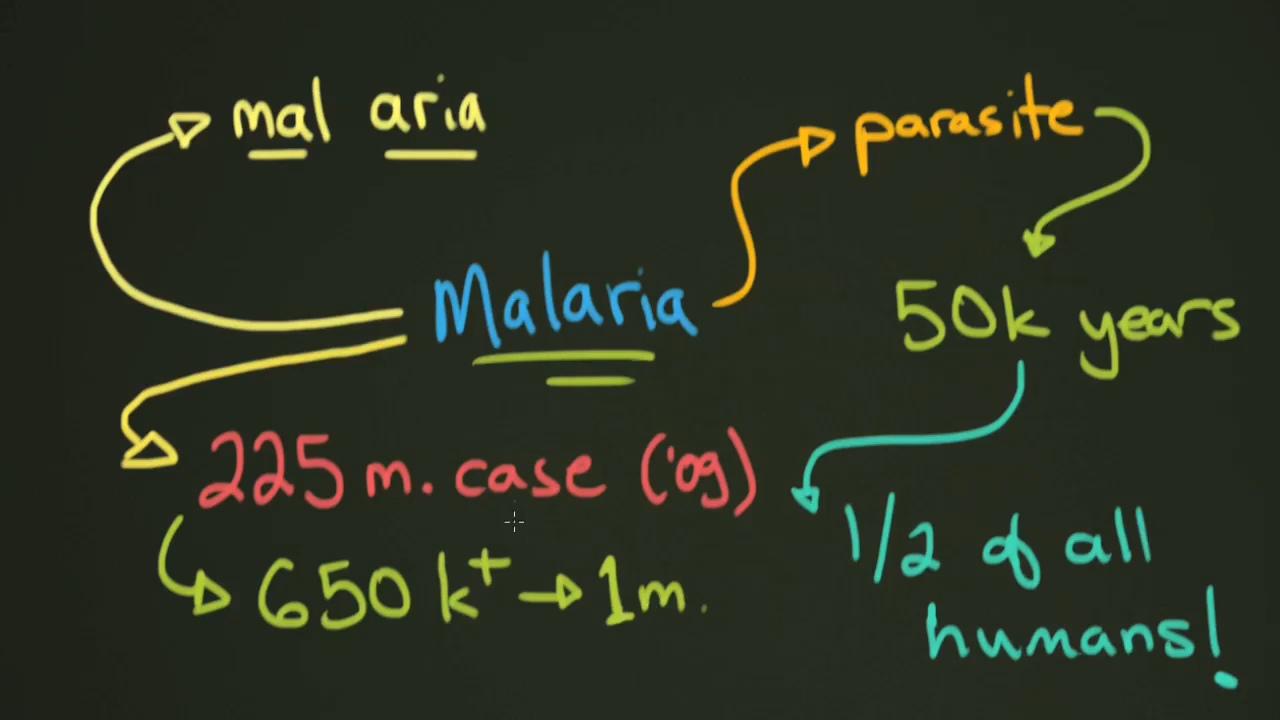 mal aria
parasite
Malaria
50k years
225 m. case ('09)
650 k+ → 1m.
1/2 of all
humans!